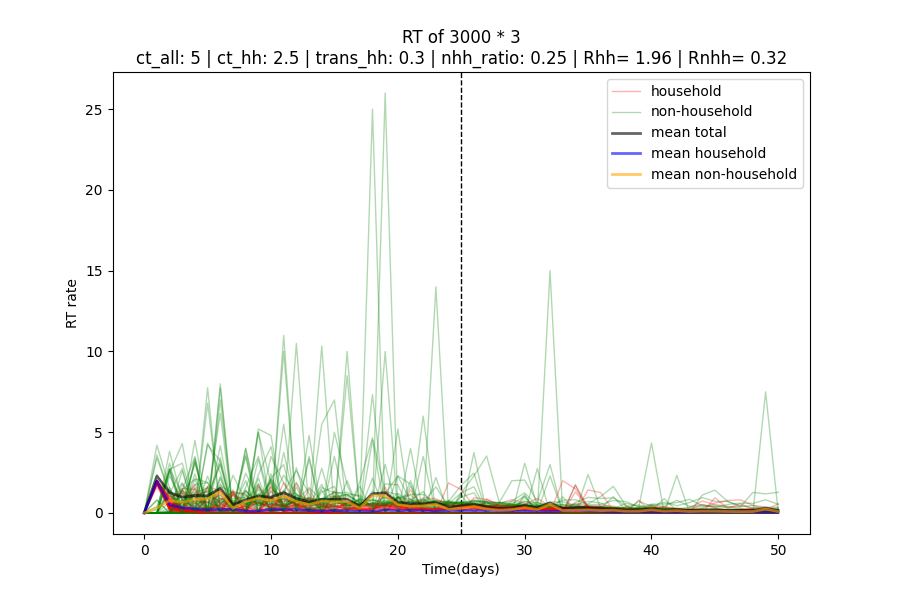 RT of 3000 * 3
ct_all: 5 | ct_hh: 2.5 | trans_hh: 0.3 | nhh_ratio: 0.25 | Rhh= 1.96 | Rnhh= 0.32
household
non-household
mean total
mean household
mean non-household
25
20
15
10
5
0
RT rate
0 10 20 30 40 50
Time(days)